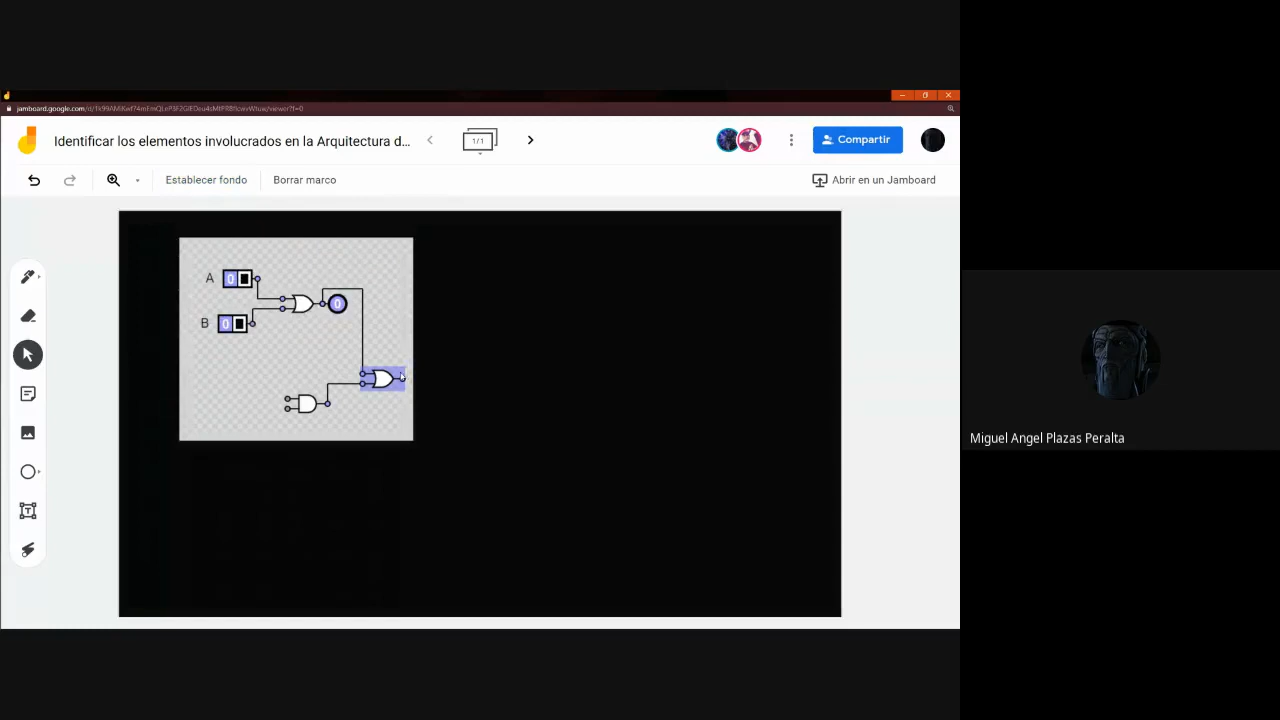 Identificar los elementos involucrados en la Arquitectura d...
1/1
Compartir
Establecer fondo
Borrar marco
Abrir en un Jamboard
A 0
0
B 0
Miguel Angel Plazas Peralta